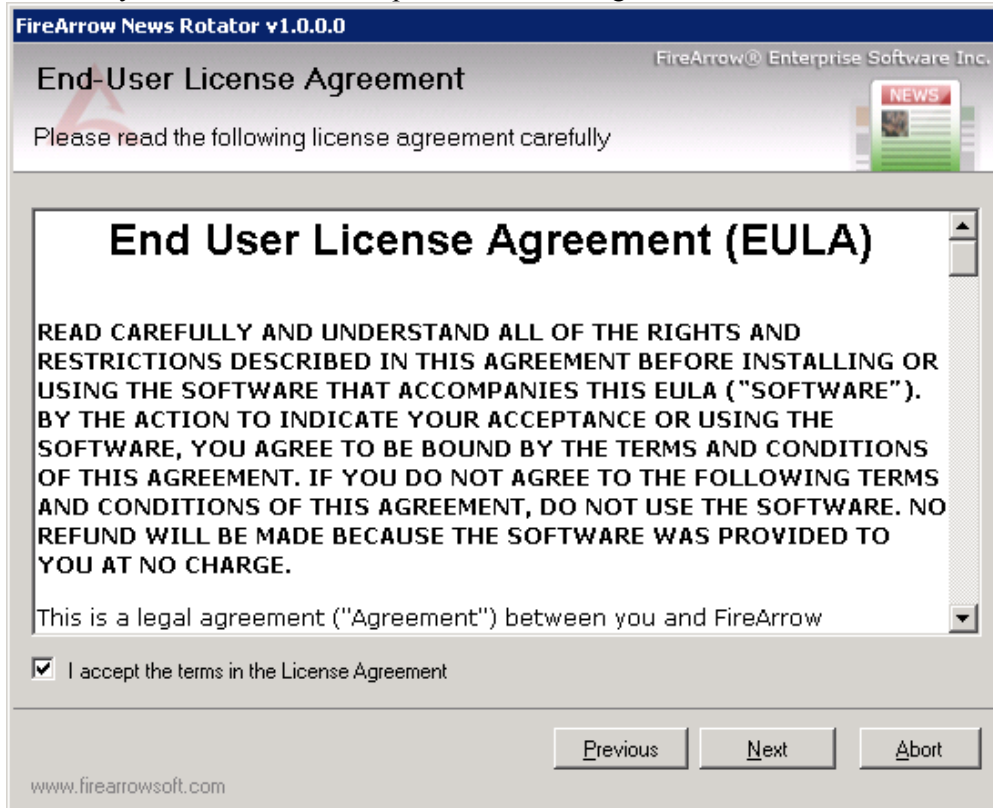 FireArrow News Rotator v1.0.0.0
FireArrow® Enterprise Software Inc.
End-User License Agreement
NEWS
Please read the following license agreement carefully
End User License Agreement (EULA)
READ CAREFULLY AND UNDERSTAND ALL OF THE RIGHTS AND
RESTRICTIONS DESCRIBED IN THIS AGREEMENT BEFORE INSTALLING OR
USING THE SOFTWARE THAT ACCOMPANIES THIS EULA ("SOFTWARE").
BY THE ACTION TO INDICATE YOUR ACCEPTANCE OR USING THE
SOFTWARE, YOU AGREE TO BE BOUND BY THE TERMS AND CONDITIONS
OF THIS AGREEMENT. IF YOU DO NOT AGREE TO THE FOLLOWING TERMS
AND CONDITIONS OF THIS AGREEMENT, DO NOT USE THE SOFTWARE. NO
REFUND WILL BE MADE BECAUSE THE SOFTWARE WAS PROVIDED TO
YOU AT NO CHARGE.
This is a legal agreement ("Agreement") between you and FireArrow
I accept the terms in the License Agreement
Previous Next Abort
www.firearrowsoft.com